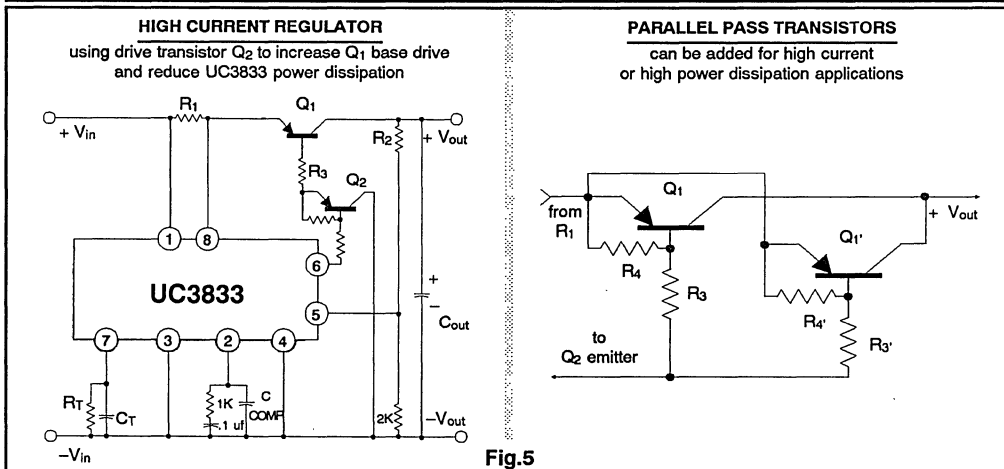 HIGH CURRENT REGULATOR
using drive transistor Q2 to increase Q1 base drive
and reduce UC3833 power dissipation
R1
Q1
+ Vin
R2
+ Vout
R3
Q2
1
8
6
UC3833
+
5
−
Cout
7
3
2
4
RT
CT
1K
C
COMP
.1 uf
2K
−Vout
−Vin
PARALLEL PASS TRANSISTORS
can be added for high current
or high power dissipation applications
Q1
from
R1
+ Vout
Q1'
R4
R3
R4'
R3'
to
Q2 emitter
Fig.5